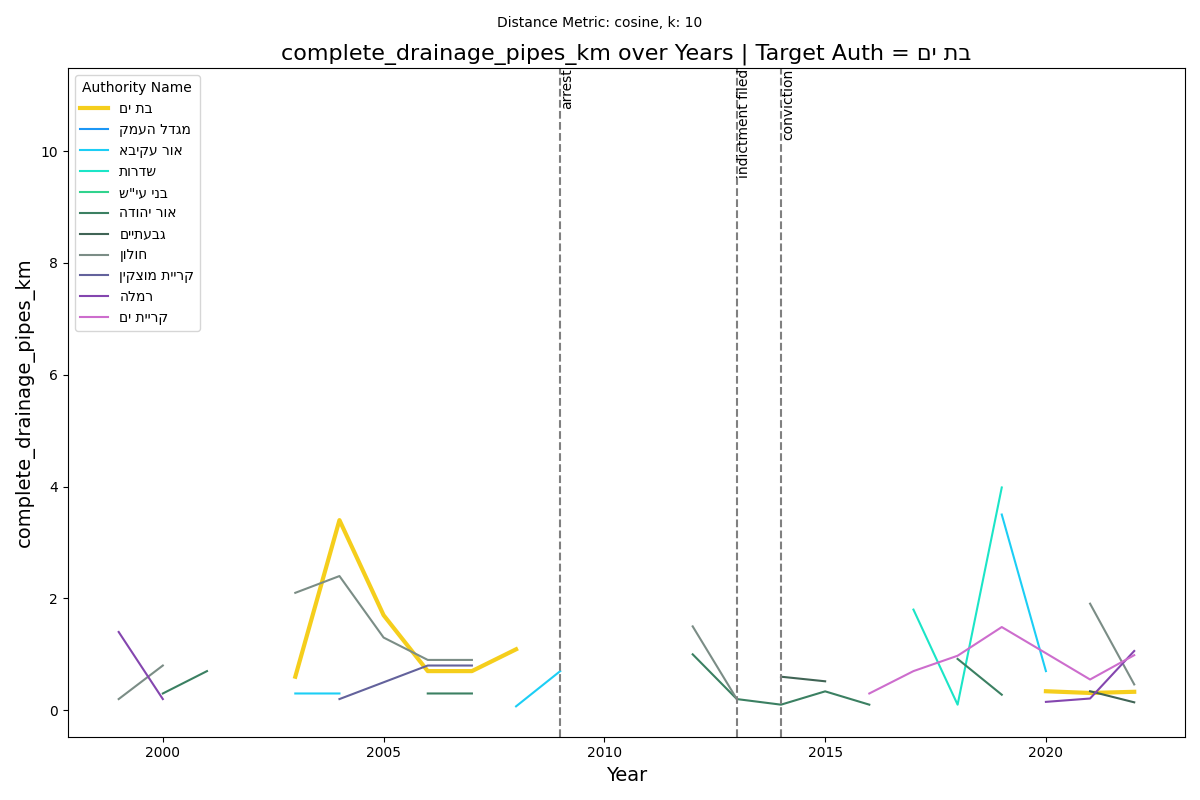 Distance Metric: cosine, k: 10
complete_drainage_pipes_km over Years | Target Auth = בת ים
Authority Name
בת ים
מגדל העמק
אור עקיבא
שדרות
בני עי"ש
אור יהודה
גבעתיים
חולון
קריית מוצקין
רמלה
קריית ים
arrest
indictment filed
conviction
complete_drainage_pipes_km
10
8
6
4
2
0
2000
2005
2010
2015
2020
Year